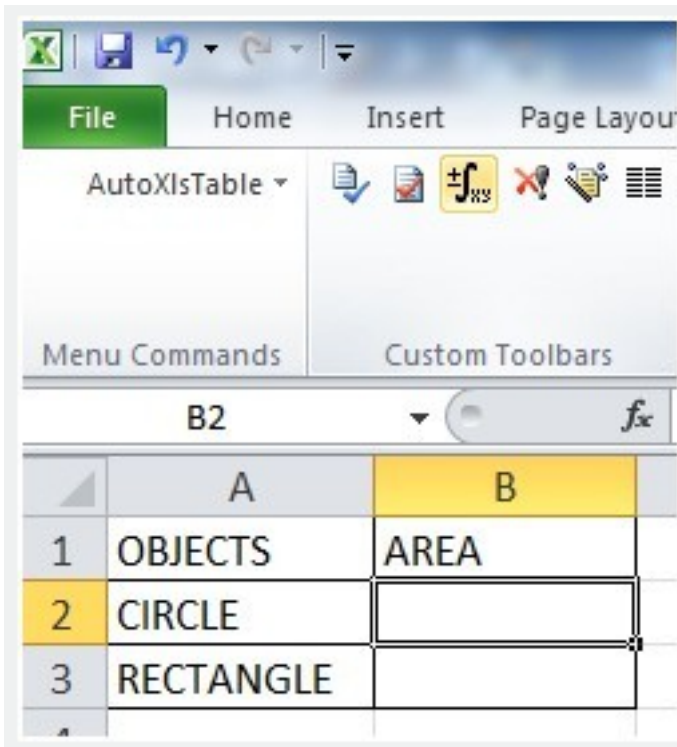 File Home Insert Page Layou
AutoXlsTable
±∫xy
Menu Commands Custom Toolbars
B2 fx
A B
1 OBJECTS AREA
2 CIRCLE
3 RECTANGLE